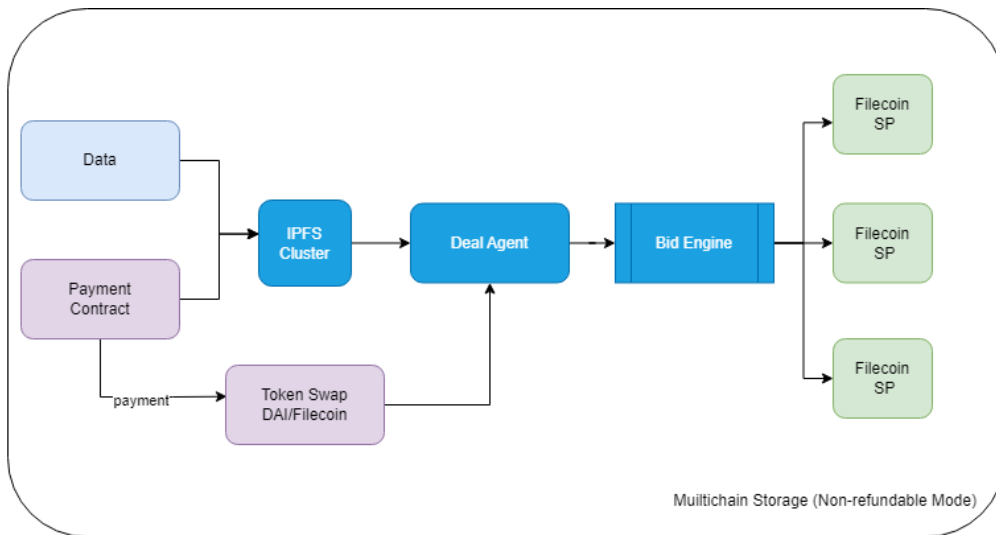 Data
Payment
Contract
payment
Token Swap
DAI/Filecoin
IPFS
Cluster
Deal Agent
Bid Engine
Filecoin
SP
Filecoin
SP
Filecoin
SP
Muiltichain Storage (Non-refundable Mode)